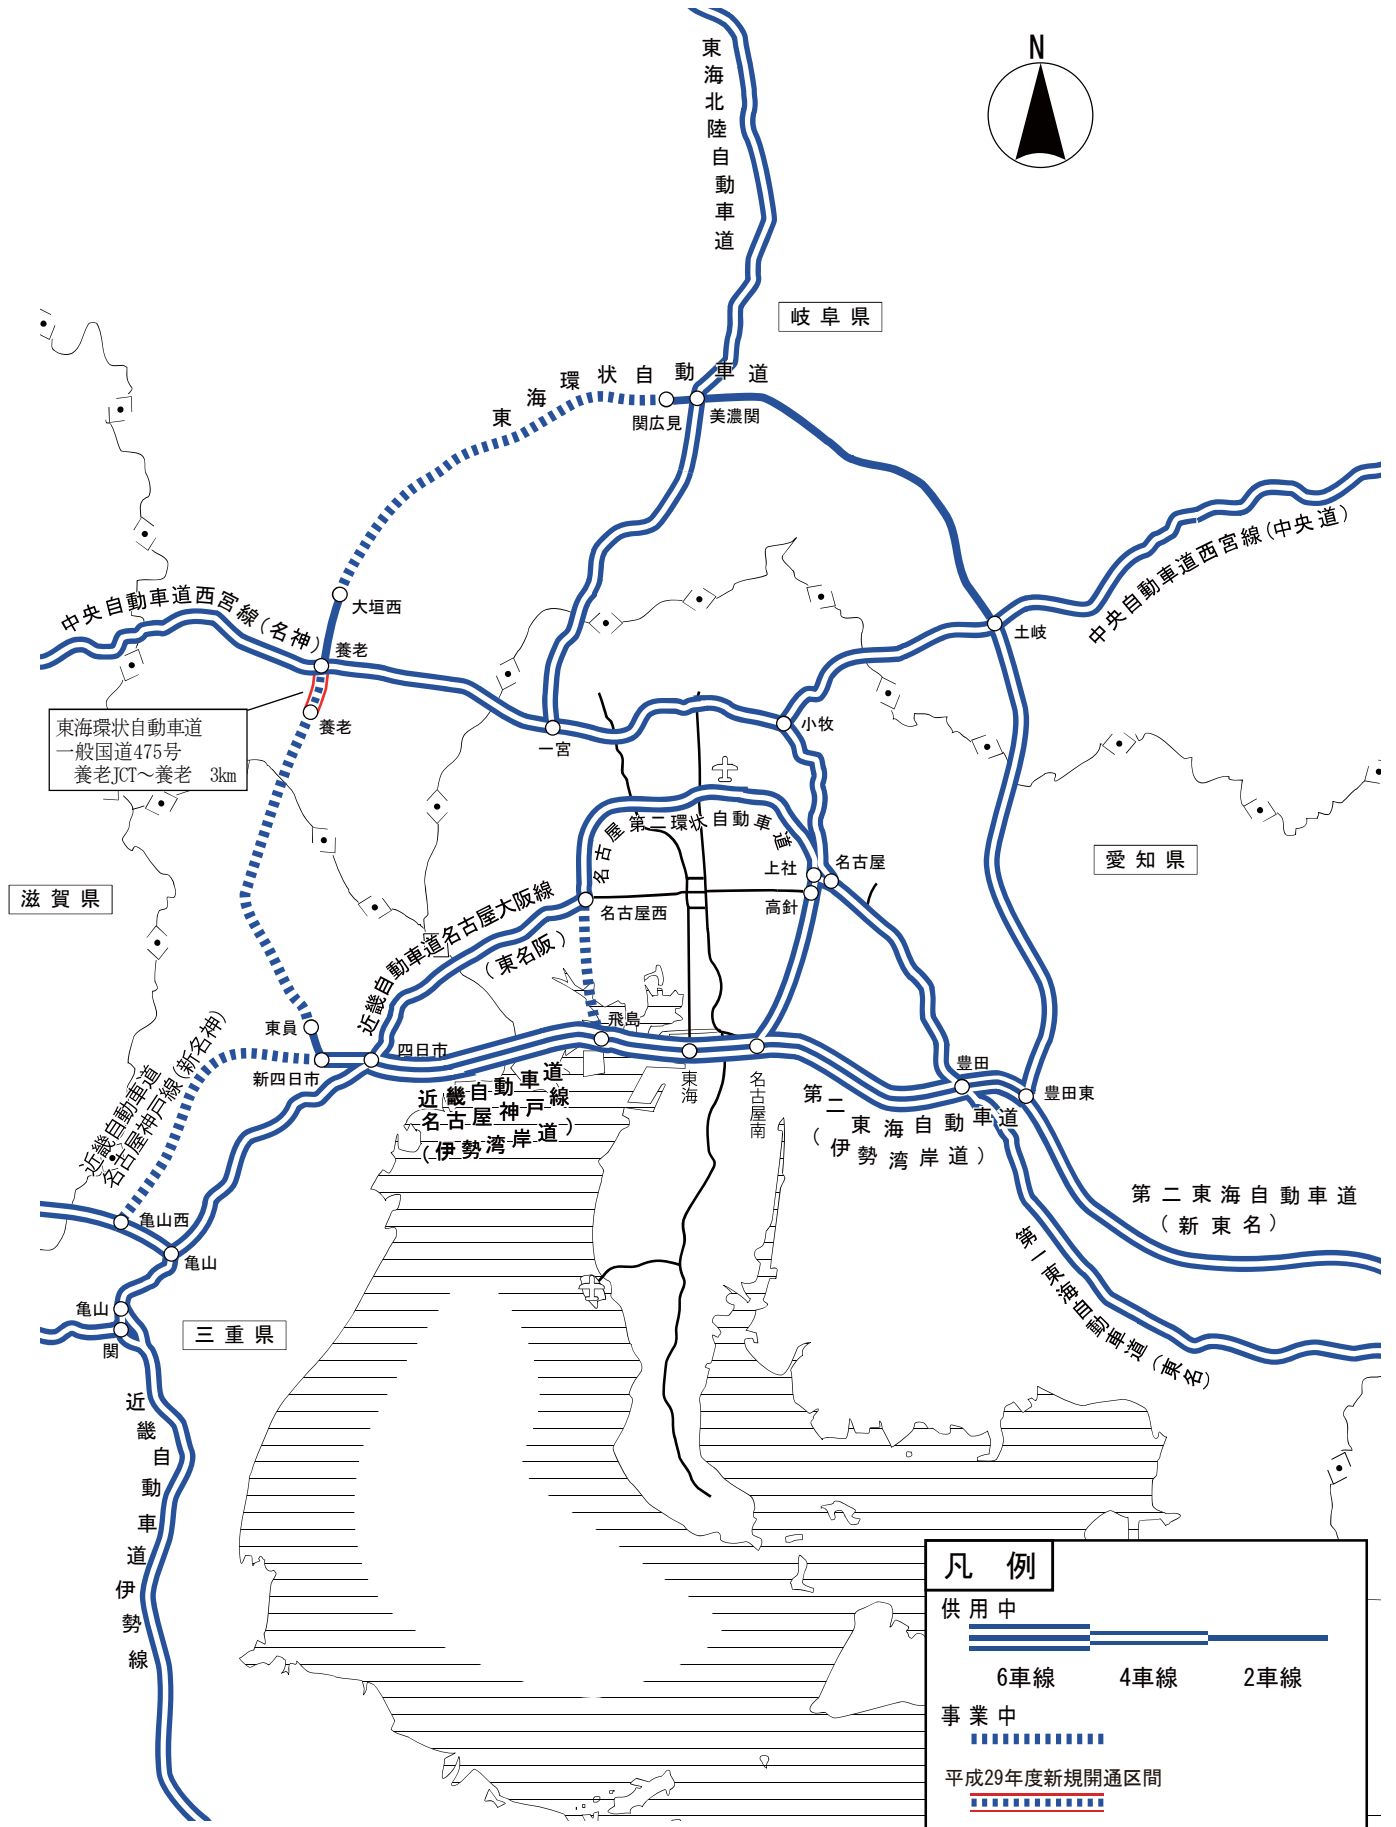 N
東海北陸自動車道
岐阜県
東海環状自動車道
関広見
美濃関
中央自動車道西宮線(中央道)
大垣西
中央自動車道西宮線(名神)
養老
土岐
養老
小牧
一宮
東海環状自動車道
一般国道475号
養老JCT～養老 3km
名古屋第二環状自動車道
上社
名古屋
愛知県
滋賀県
高針
名古屋西
近畿自動車道名古屋大阪線
(東名阪)
東員
飛島
四日市
新四日市
近畿自動車道
名古屋神戸線(新名神)
近畿自動車道
名古屋神戸線
(伊勢湾岸道)
東海
名古屋南
豊田
豊田東
第二東海自動車道
(伊勢湾岸道)
第二東海自動車道
(新東名)
亀山西
亀山
第一東海自動車道(東名)
亀山
関
三重県
近畿自動車道伊勢線
凡例
供用中
6車線 4車線 2車線
事業中
平成29年度新規開通区間